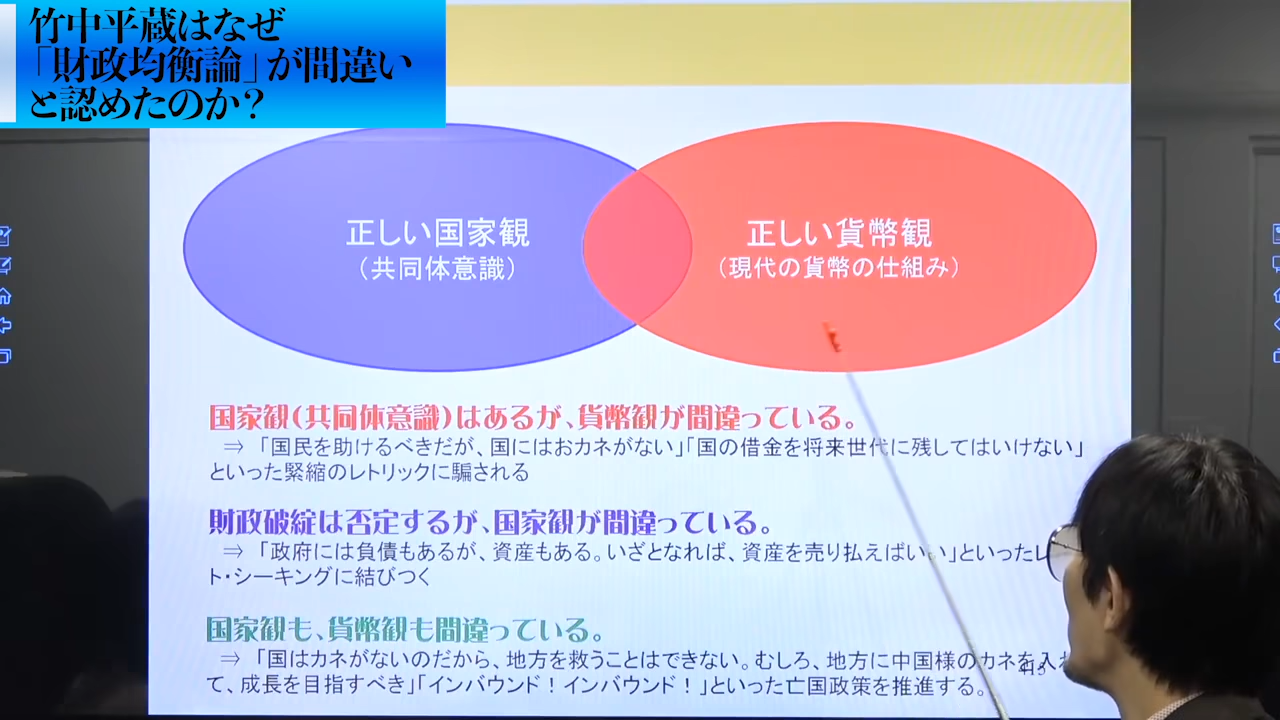 竹中平蔵はなぜ
「財政均衡論」が間違い
と認めたのか？
正しい国家観
（共同体意識）
正しい貨幣観
（現代の貨幣の仕組み）
国家観（共同体意識）はあるが、貨幣観が間違っている。
⇒ 「国民を助けるべきだが、国にはおカネがない」「国の借金を将来世代に残してはいけない」
といった緊縮のレトリックに騙される
財政破綻は否定するが、国家観が間違っている。
⇒ 「政府には負債もあるが、資産もある。いざとなれば、資産を売り払えばいい」といったレ
ト・シーキングに結びつく
国家観も、貨幣観も間違っている。
⇒ 「国はカネがないのだから、地方を救うことはできない。むしろ、地方に中国様のカネを入れ
て、成長を目指すべき」「インバウンド！インバウンド！」といった亡国政策を推進する。